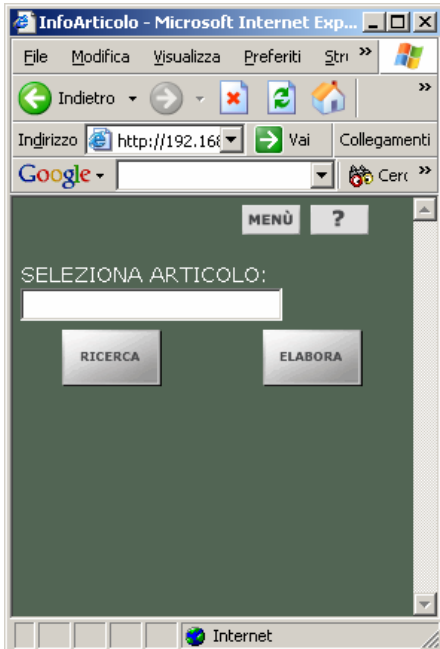 InfoArticolo - Microsoft Internet Exp...
File Modifica Visualizza Preferiti Stru »
Indietro »
Indirizzo http://192.168 Vai Collegamenti
Google Cerc »
MENÙ ?
SELEZIONA ARTICOLO:
RICERCA ELABORA
Internet